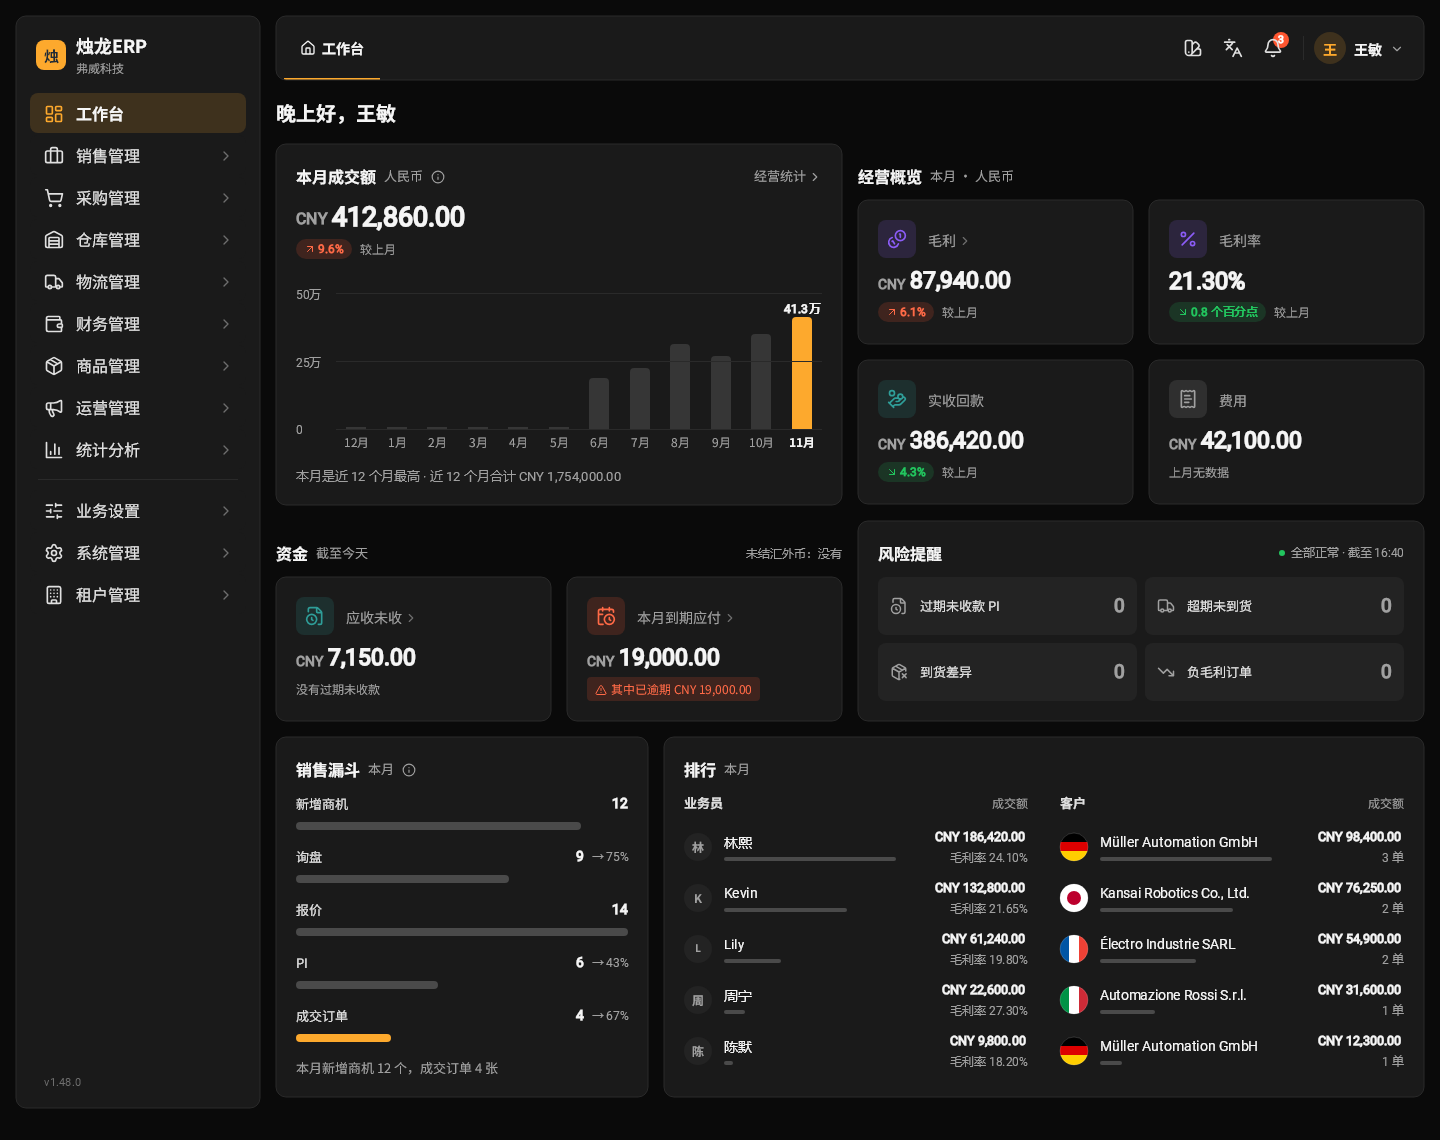 烛
烛龙ERP
弗威科技
工作台
销售管理
采购管理
仓库管理
物流管理
财务管理
商品管理
运营管理
统计分析
业务设置
系统管理
租户管理
v1.48.0
工作台
3
王
王敏
晚上好，王敏
本月成交额 人民币
经营统计
CNY 412,860.00
9.6% 较上月
50万
25万
0
41.3万
12月 1月 2月 3月 4月 5月 6月 7月 8月 9月 10月 11月
本月是近 12 个月最高 · 近 12 个月合计 CNY 1,754,000.00
经营概览 本月 · 人民币
毛利
CNY 87,940.00
6.1% 较上月
毛利率
21.30%
0.8 个百分点 较上月
实收回款
CNY 386,420.00
4.3% 较上月
费用
CNY 42,100.00
上月无数据
资金 截至今天
未结汇外币：没有
应收未收
CNY 7,150.00
没有过期未收款
本月到期应付
CNY 19,000.00
其中已逾期 CNY 19,000.00
风险提醒
全部正常 · 截至 16:40
过期未收款 PI 0
超期未到货 0
到货差异 0
负毛利订单 0
销售漏斗 本月
新增商机 12
询盘 9 →75%
报价 14
PI 6 →43%
成交订单 4 →67%
本月新增商机 12 个，成交订单 4 张
排行 本月
业务员 成交额
林 林熙 CNY 186,420.00
毛利率 24.10%
K Kevin CNY 132,800.00
毛利率 21.65%
L Lily CNY 61,240.00
毛利率 19.80%
周 周宁 CNY 22,600.00
毛利率 27.30%
陈 陈默 CNY 9,800.00
毛利率 18.20%
客户 成交额
Müller Automation GmbH CNY 98,400.00
3 单
Kansai Robotics Co., Ltd. CNY 76,250.00
2 单
Électro Industrie SARL CNY 54,900.00
2 单
Automazione Rossi S.r.l. CNY 31,600.00
1 单
Müller Automation GmbH CNY 12,300.00
1 单